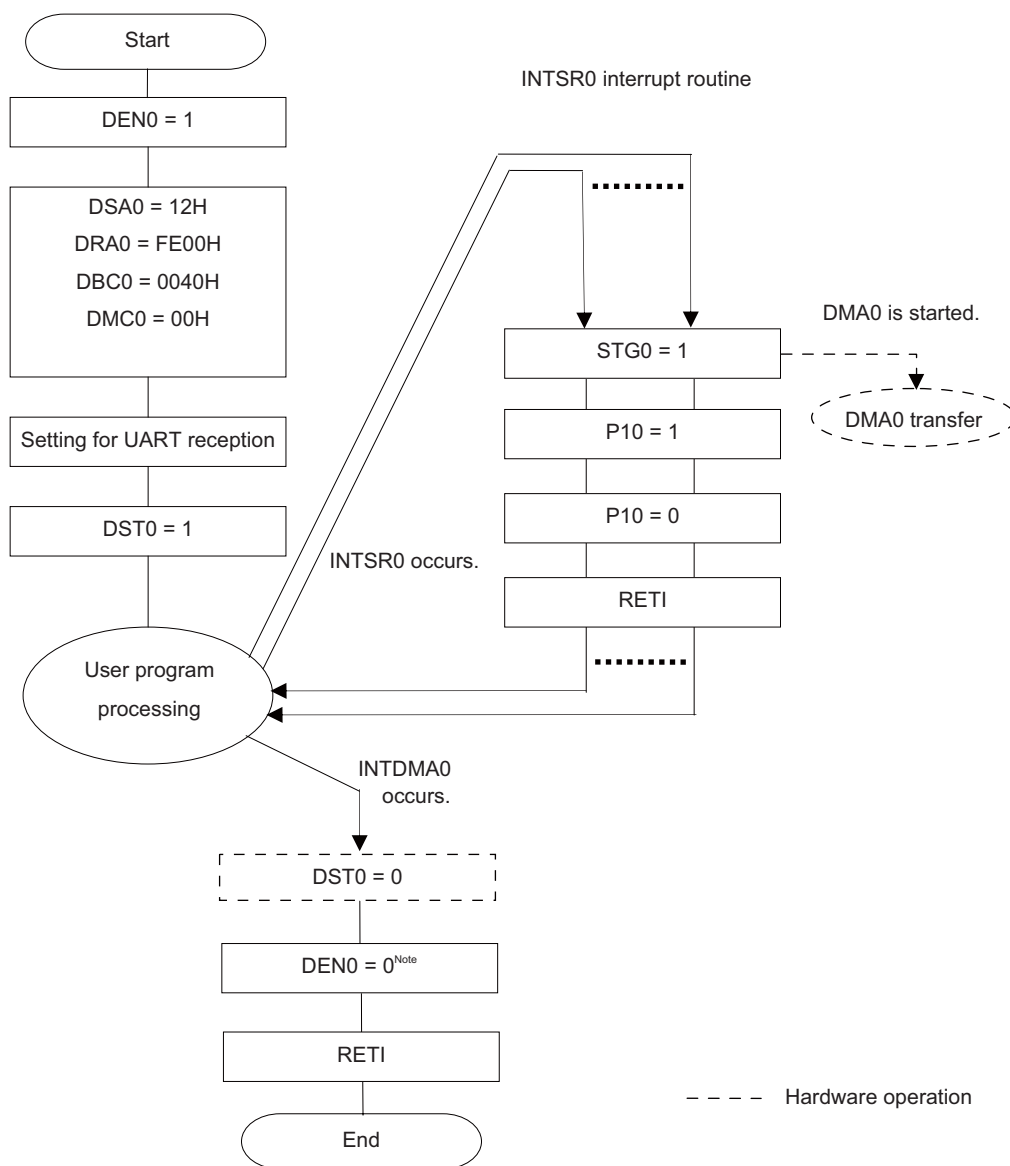 Start
DEN0 = 1
DSA0 = 12H
DRA0 = FE00H
DBC0 = 0040H
DMC0 = 00H
Setting for UART reception
DST0 = 1
User program
processing
INTSR0 occurs.
INTSR0 interrupt routine
STG0 = 1
DMA0 is started.
DMA0 transfer
P10 = 1
P10 = 0
RETI
INTDMA0
occurs.
DST0 = 0
DEN0 = 0Note
RETI
End
Hardware operation